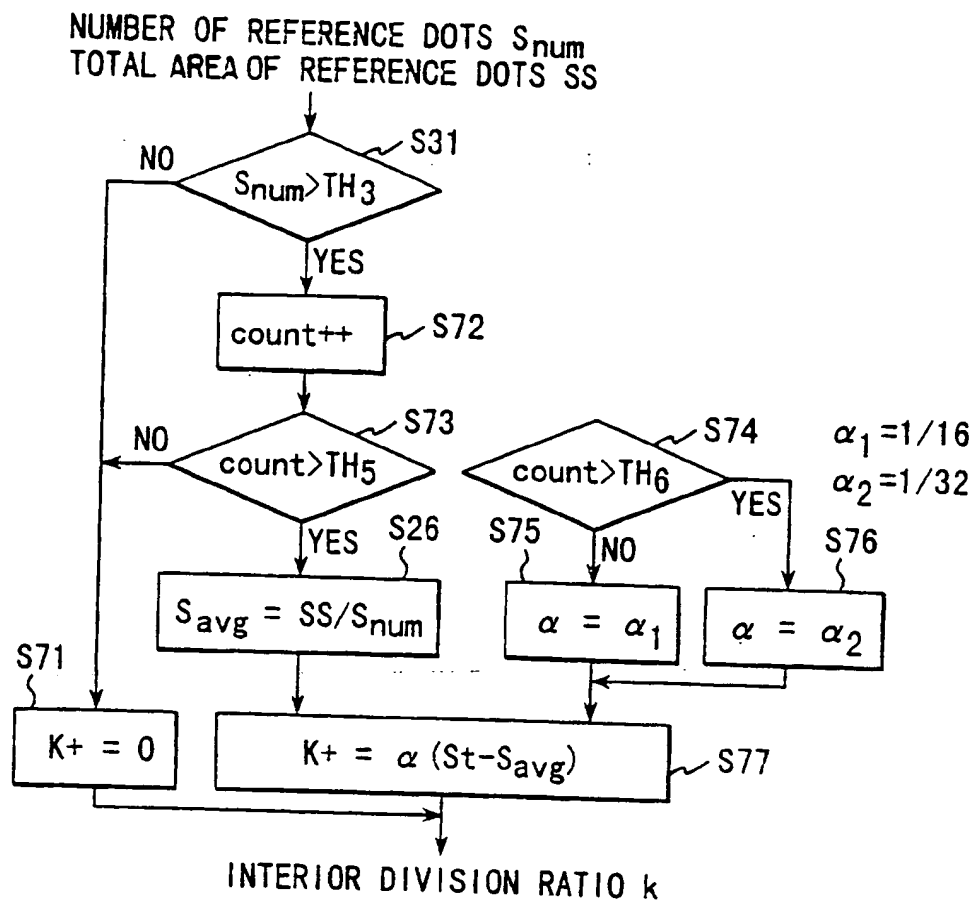 NUMBER OF REFERENCE DOTS Snum
TOTAL AREA OF REFERENCE DOTS SS
S31
NO
Snum>TH3
YES
count++
S72
S73
NO
count>TH5
YES
S74
count>TH6
YES
NO
α1=1/16
α2=1/32
S26
Savg = SS/Snum
S75
α = α1
S76
α = α2
S71
K+ = 0
K+ = α(St-Savg)
S77
INTERIOR DIVISION RATIO k